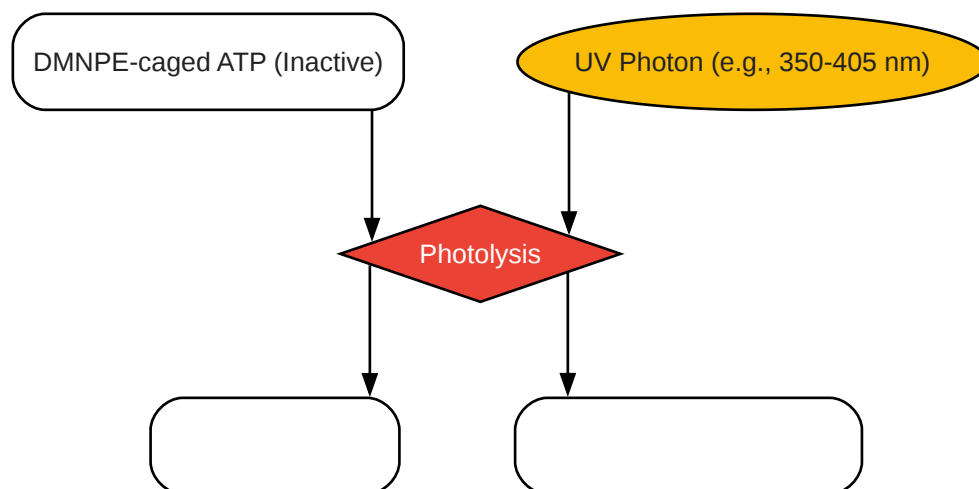 DMNPE-caged ATP (Inactive)
UV Photon (e.g., 350-405 nm)
Photolysis